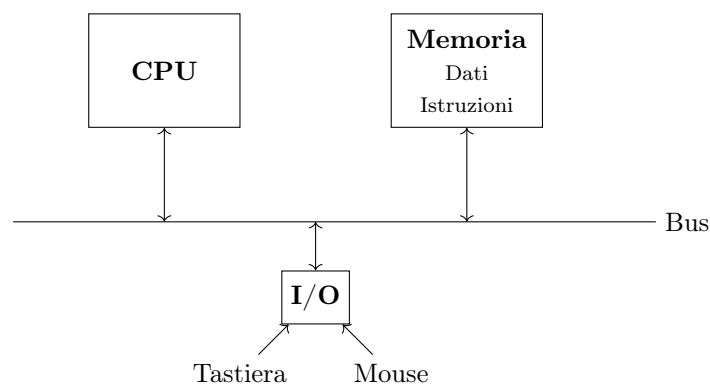 CPU
Memoria
Dati
Istruzioni
Bus
I/O
Tastiera
Mouse